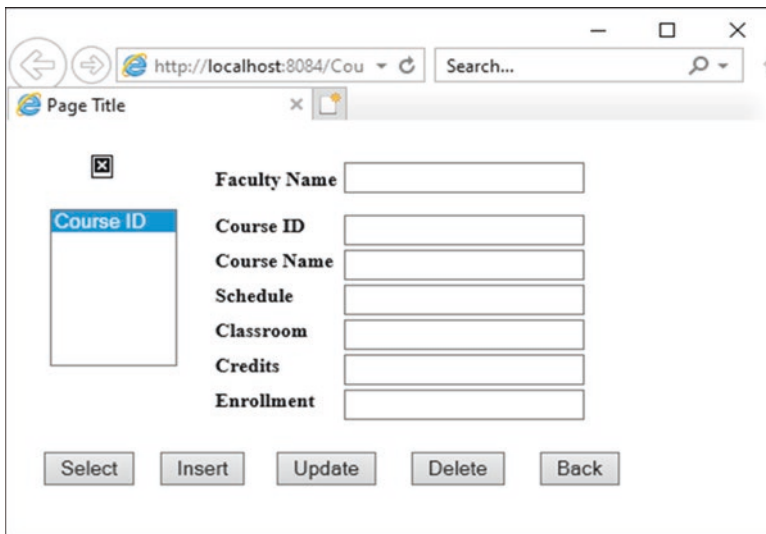 http://localhost:8084/Cou
Search...
Page Title
Faculty Name
Course ID
Course ID
Course Name
Schedule
Classroom
Credits
Enrollment
Select Insert Update Delete Back